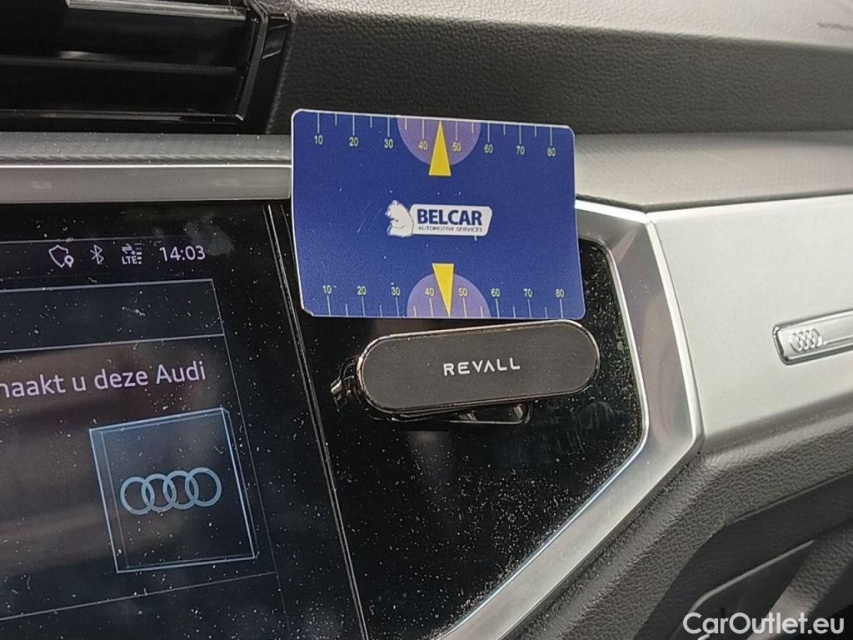 10 20 30 40 50 60 70 80
BELCAR
AUTOMOTIVE SERVICES
10 20 30 40 50 60 70 80
LTE
14:03
REVALL
naakt u deze Audi
CarOutlet.eu